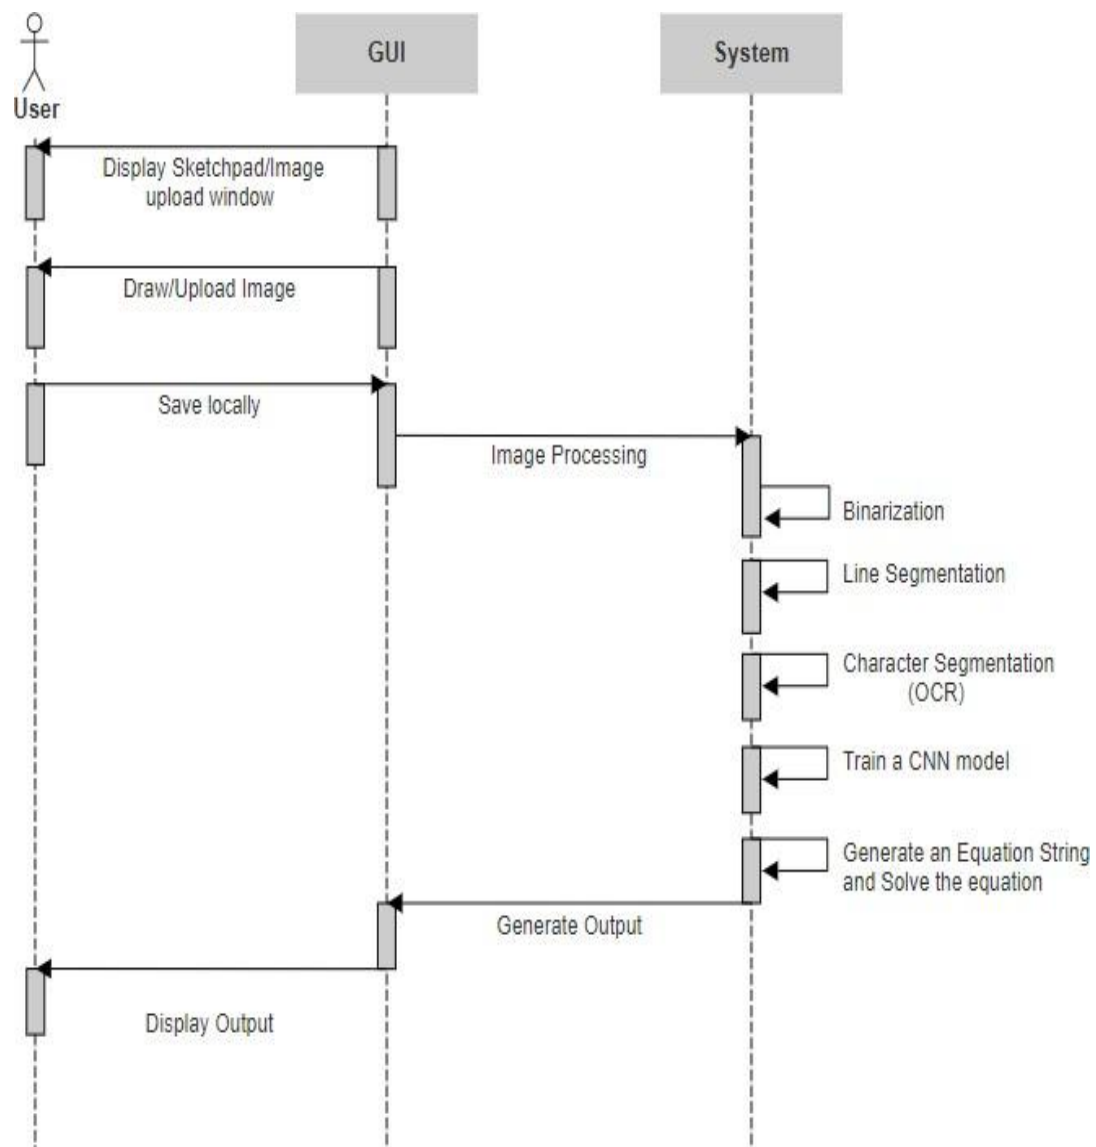 GUI
System
User
Display Sketchpad/Image
upload window
Draw/Upload Image
Save locally
Image Processing
Binarization
Line Segmentation
Character Segmentation
(OCR)
Train a CNN model
Generate an Equation String
and Solve the equation
Generate Output
Display Output